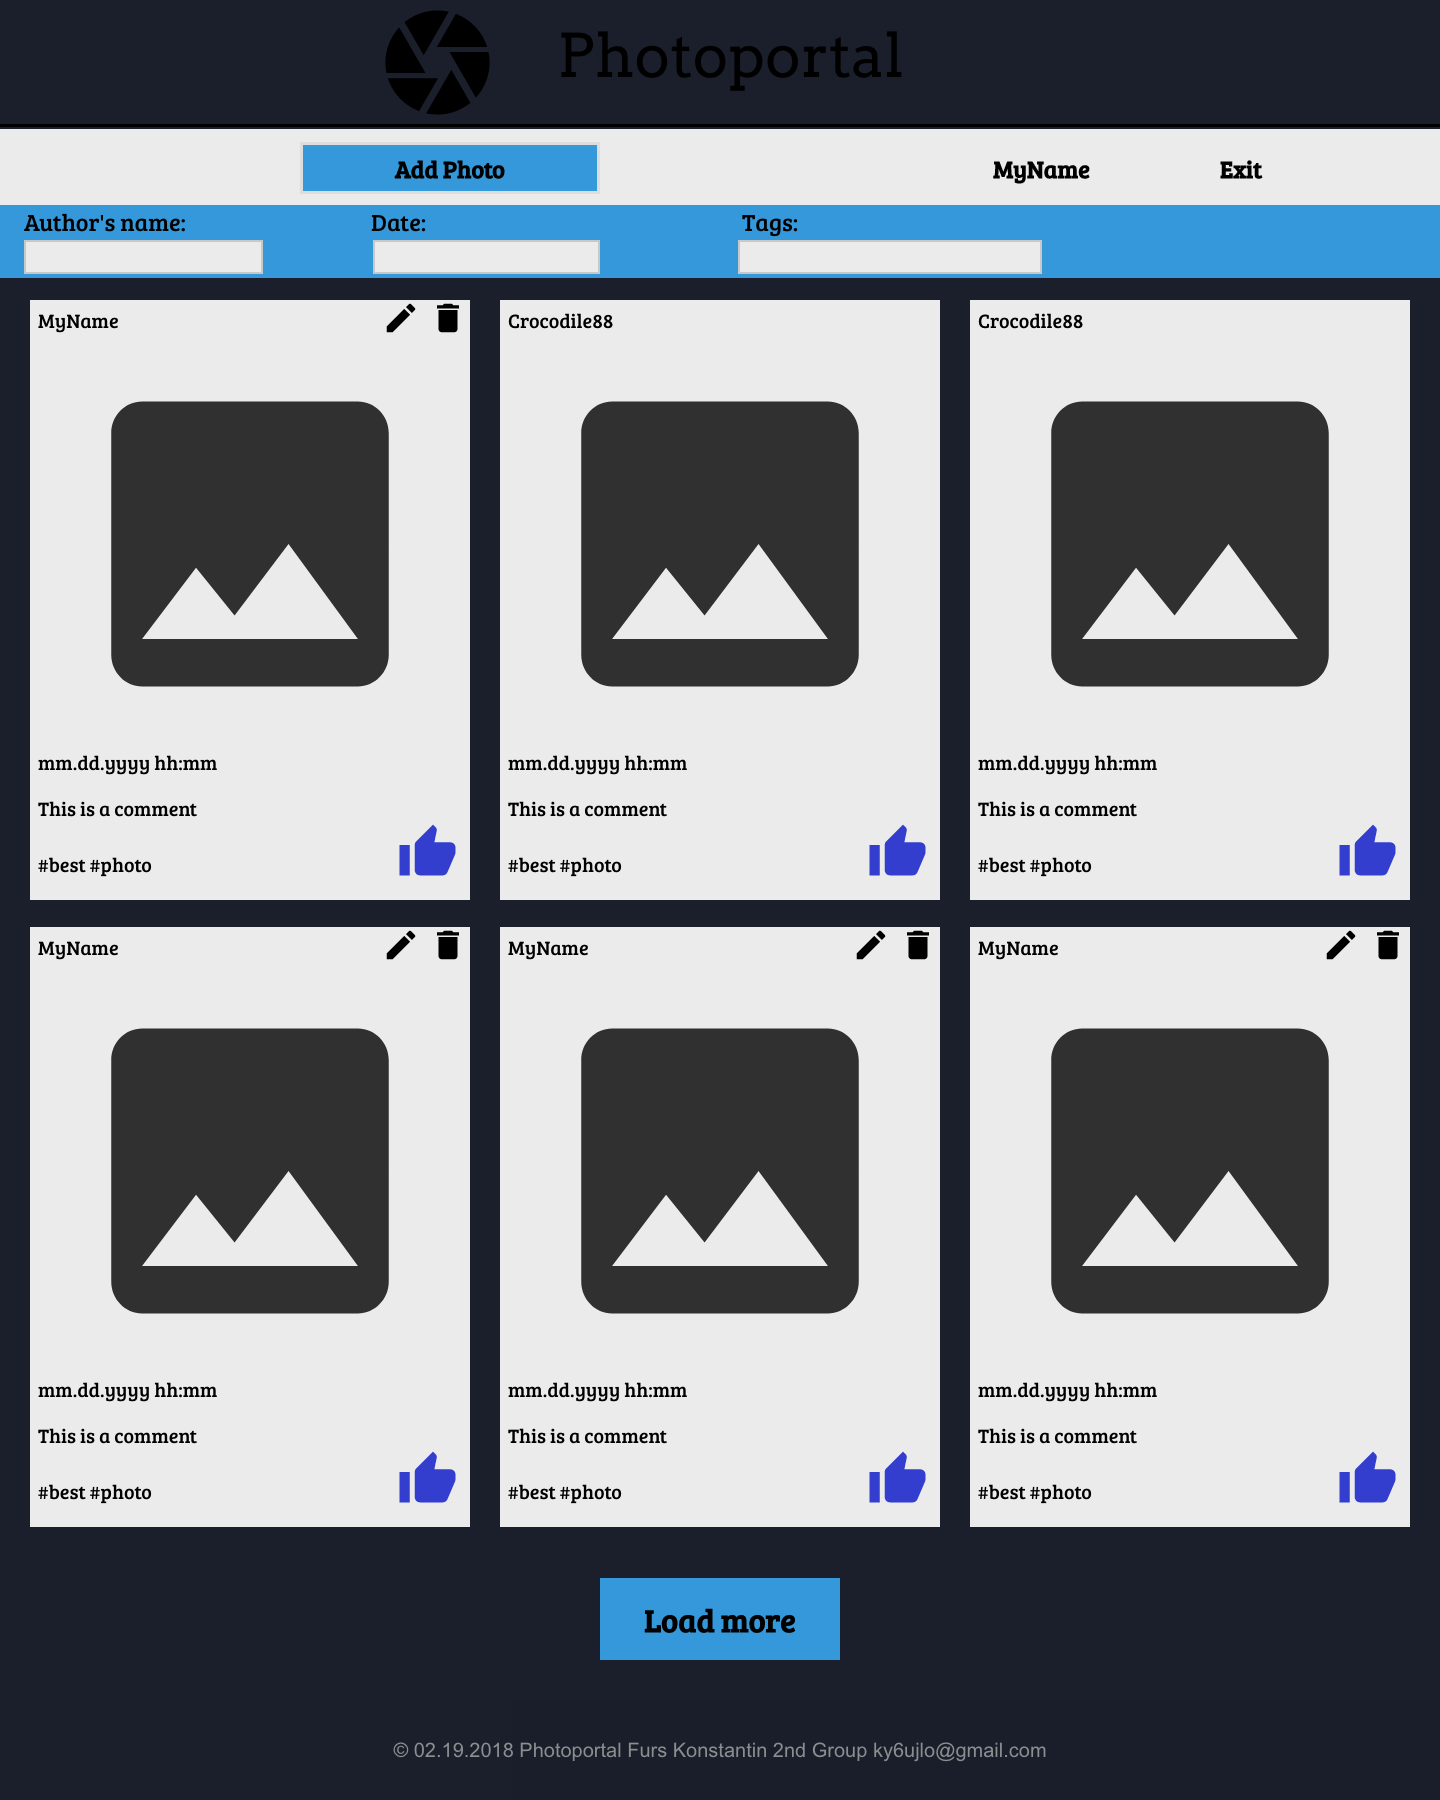 Photoportal
Add Photo
MyName
Exit
Author's name:
Date:
Tags:
MyName
mm.dd.yyyy hh:mm
This is a comment
#best #photo
Crocodile88
mm.dd.yyyy hh:mm
This is a comment
#best #photo
Crocodile88
mm.dd.yyyy hh:mm
This is a comment
#best #photo
MyName
mm.dd.yyyy hh:mm
This is a comment
#best #photo
MyName
mm.dd.yyyy hh:mm
This is a comment
#best #photo
MyName
mm.dd.yyyy hh:mm
This is a comment
#best #photo
Load more
© 02.19.2018 Photoportal Furs Konstantin 2nd Group ky6ujlo@gmail.com